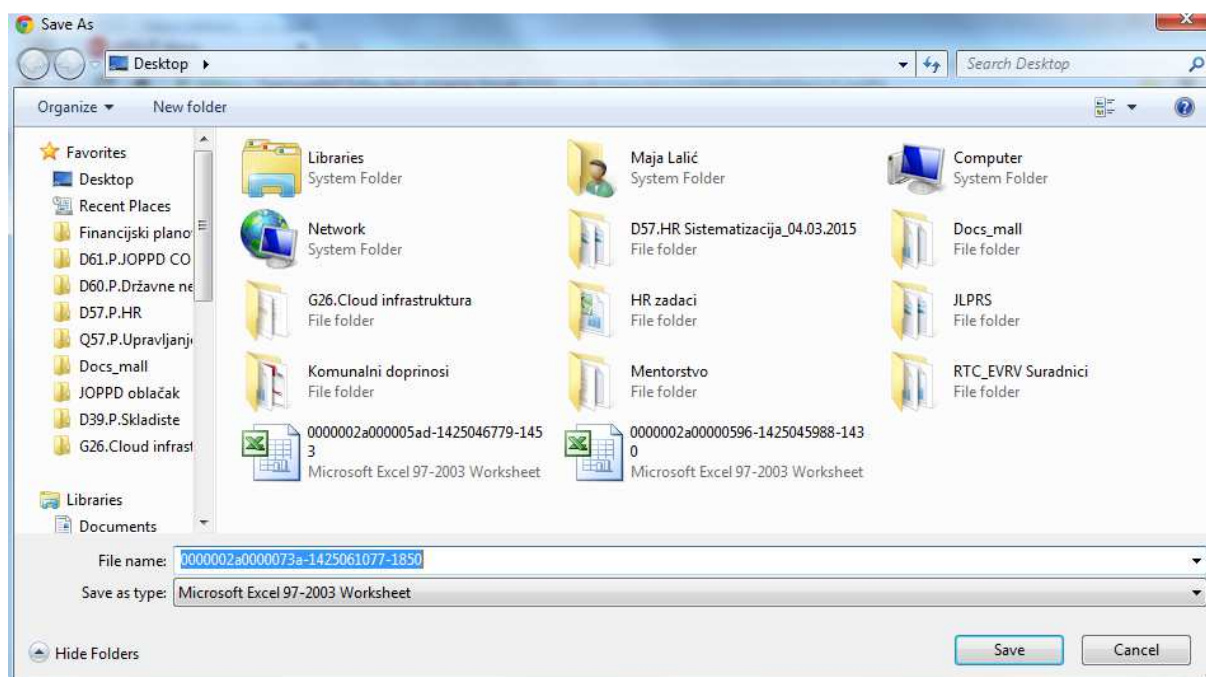 Save As
Desktop
Search Desktop
Organize
New folder
Favorites
Desktop
Recent Places
Financijski plano
D61.P.JOPPD CO
D60.P.Državne ne
D57.P.HR
Q57.P.Upravljanj
Docs_mall
JOPPD oblačak
D39.P.Skladiste
G26.Cloud infrast
Libraries
Documents
Libraries
System Folder
Maja Lalić
System Folder
Computer
System Folder
Network
System Folder
D57.HR Sistematizacija_04.03.2015
File folder
Docs_mall
File folder
G26.Cloud infrastruktura
File folder
HR zadaci
File folder
JLPRS
File folder
Komunalni doprinosi
File folder
Mentorstvo
File folder
RTC_EVRV Suradnici
File folder
0000002a000005ad-1425046779-145
3
Microsoft Excel 97-2003 Worksheet
0000002a00000596-1425045988-143
0
Microsoft Excel 97-2003 Worksheet
File name: 0000002a0000073a-1425061077-1850
Save as type: Microsoft Excel 97-2003 Worksheet
Hide Folders
Save
Cancel